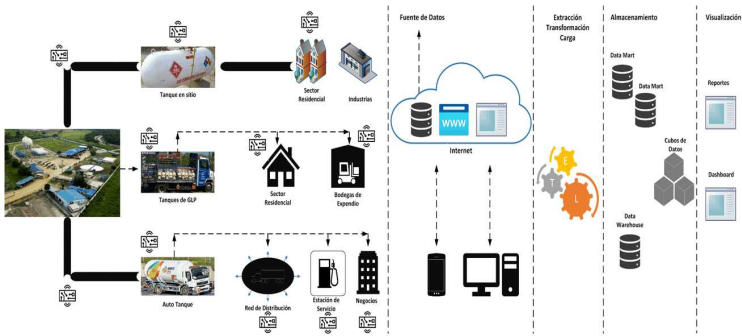 Fuente de Datos
Extracción
Transformación
Carga
Almacenamiento
Visualización
Tanque en sitio
Sector
Residencial
Industrias
Tanques de GLP
Sector
Residencial
Bodegas de
Expendio
Auto Tanque
Red de Distribución
Estación de
Servicio
Negocios
WWW
Internet
E
T
L
Data Mart
Data Mart
Cubos de
Datos
Data
Warehouse
Reportes
Dashboard